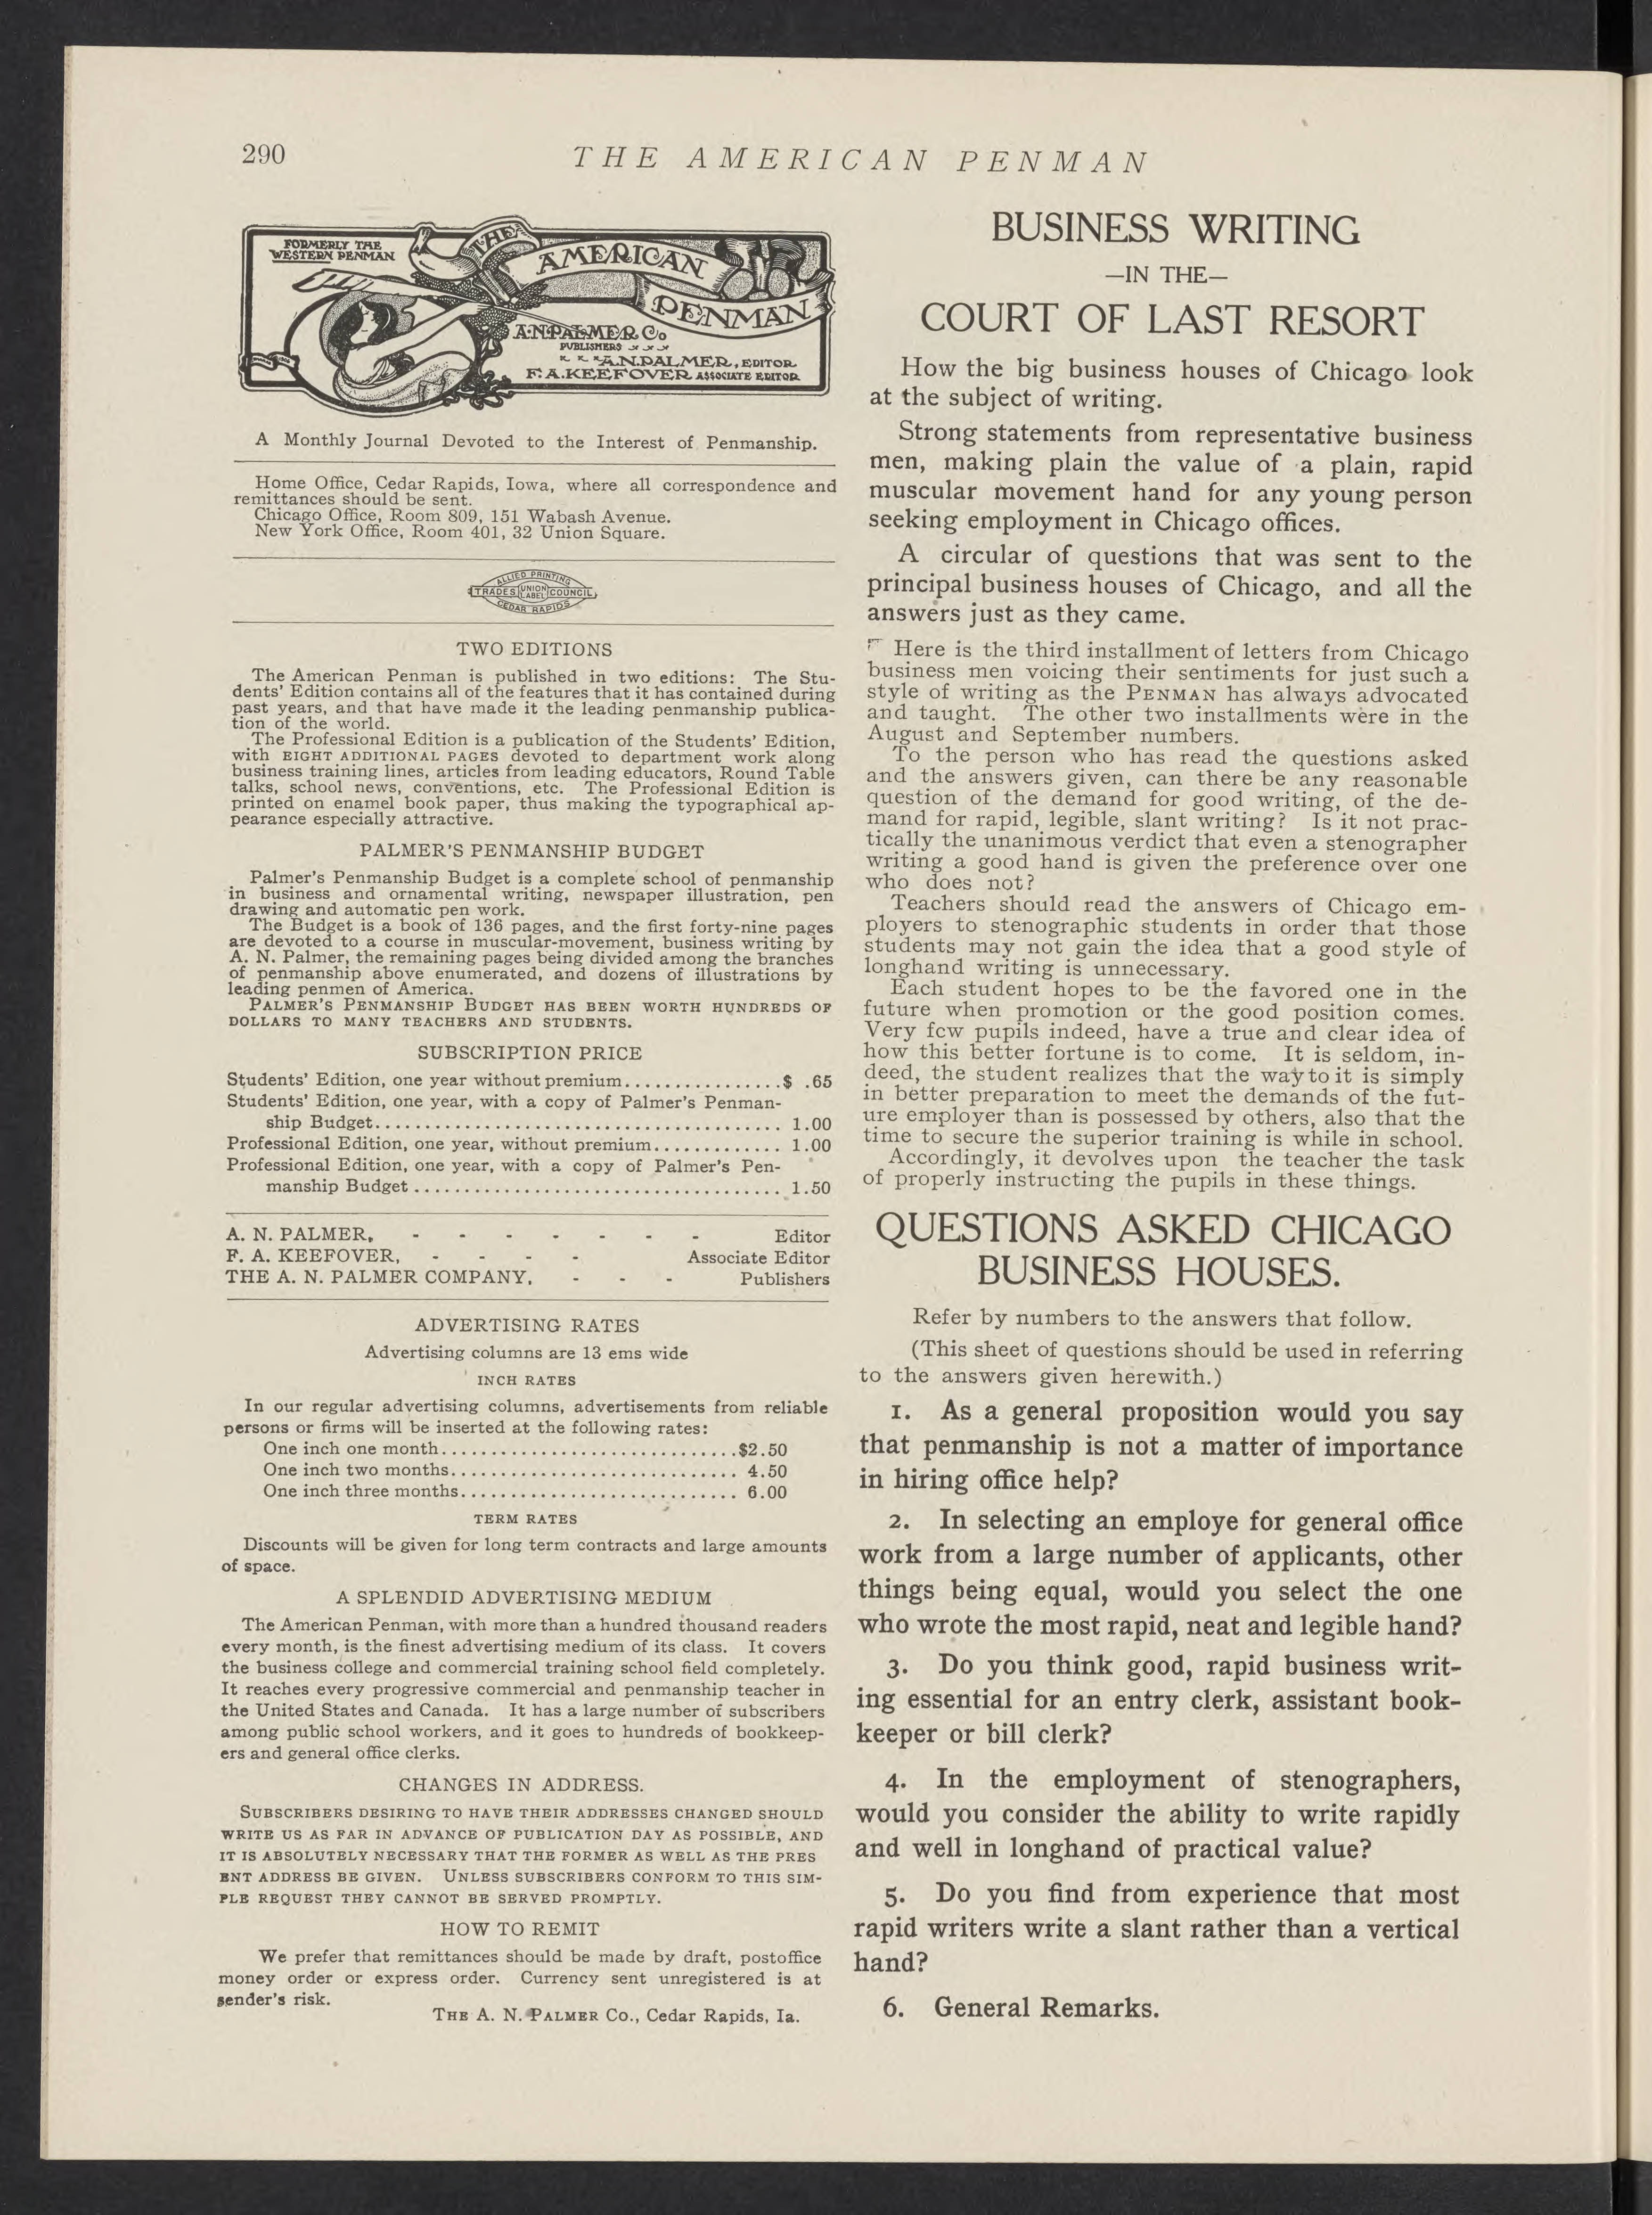 290
THE AMERICAN PENMAN
FORMERLY THE
WESTERN PENMAN
THE
AMERICAN
PENMAN
A.N.PALMER Co
PUBLISHERS
A.N.PALMER, EDITOR
F.A.KEEFOVER ASSOCIATE EDITOR
A Monthly Journal Devoted to the Interest of Penmanship.
Home Office, Cedar Rapids, Iowa, where all correspondence and
remittances should be sent.
Chicago Office, Room 809, 151 Wabash Avenue.
New York Office, Room 401, 32 Union Square.
ALLIED PRINTING
TRADES UNION LABEL COUNCIL
CEDAR RAPIDS
TWO EDITIONS
The American Penman is published in two editions: The Stu-
dents' Edition contains all of the features that it has contained during
past years, and that have made it the leading penmanship publica-
tion of the world.
The Professional Edition is a publication of the Students' Edition,
with EIGHT ADDITIONAL PAGES devoted to department work along
business training lines, articles from leading educators, Round Table
talks, school news, conventions, etc. The Professional Edition is
printed on enamel book paper, thus making the typographical ap-
pearance especially attractive.
PALMER'S PENMANSHIP BUDGET
Palmer's Penmanship Budget is a complete school of penmanship
in business and ornamental writing, newspaper illustration, pen
drawing and automatic pen work.
The Budget is a book of 136 pages, and the first forty-nine pages
are devoted to a course in muscular-movement, business writing by
A. N. Palmer, the remaining pages being divided among the branches
of penmanship above enumerated, and dozens of illustrations by
leading penmen of America.
PALMER'S PENMANSHIP BUDGET HAS BEEN WORTH HUNDREDS OF
DOLLARS TO MANY TEACHERS AND STUDENTS.
SUBSCRIPTION PRICE
Students' Edition, one year without premium................$ .65
Students' Edition, one year, with a copy of Palmer's Penman-
ship Budget........................................ 1.00
Professional Edition, one year, without premium............. 1.00
Professional Edition, one year, with a copy of Palmer's Pen-
manship Budget .................................... 1.50
A. N. PALMER, - - - - - - - Editor
F. A. KEEFOVER, - - - - Associate Editor
THE A. N. PALMER COMPANY, - - - Publishers
ADVERTISING RATES
Advertising columns are 13 ems wide
INCH RATES
In our regular advertising columns, advertisements from reliable
persons or firms will be inserted at the following rates:
One inch one month..............................$2.50
One inch two months............................. 4.50
One inch three months............................ 6.00
TERM RATES
Discounts will be given for long term contracts and large amounts
of space.
A SPLENDID ADVERTISING MEDIUM
The American Penman, with more than a hundred thousand readers
every month, is the finest advertising medium of its class. It covers
the business college and commercial training school field completely.
It reaches every progressive commercial and penmanship teacher in
the United States and Canada. It has a large number of subscribers
among public school workers, and it goes to hundreds of bookkeep-
ers and general office clerks.
CHANGES IN ADDRESS.
SUBSCRIBERS DESIRING TO HAVE THEIR ADDRESSES CHANGED SHOULD
WRITE US AS FAR IN ADVANCE OF PUBLICATION DAY AS POSSIBLE, AND
IT IS ABSOLUTELY NECESSARY THAT THE FORMER AS WELL AS THE PRES
ENT ADDRESS BE GIVEN. UNLESS SUBSCRIBERS CONFORM TO THIS SIM-
PLE REQUEST THEY CANNOT BE SERVED PROMPTLY.
HOW TO REMIT
We prefer that remittances should be made by draft, postoffice
money order or express order. Currency sent unregistered is at
sender's risk.
THE A. N. PALMER CO., Cedar Rapids, Ia.
BUSINESS WRITING
—IN THE—
COURT OF LAST RESORT
How the big business houses of Chicago look
at the subject of writing.
Strong statements from representative business
men, making plain the value of a plain, rapid
muscular movement hand for any young person
seeking employment in Chicago offices.
A circular of questions that was sent to the
principal business houses of Chicago, and all the
answers just as they came.
Here is the third installment of letters from Chicago
business men voicing their sentiments for just such a
style of writing as the PENMAN has always advocated
and taught. The other two installments were in the
August and September numbers.
To the person who has read the questions asked
and the answers given, can there be any reasonable
question of the demand for good writing, of the de-
mand for rapid, legible, slant writing? Is it not prac-
tically the unanimous verdict that even a stenographer
writing a good hand is given the preference over one
who does not?
Teachers should read the answers of Chicago em-
ployers to stenographic students in order that those
students may not gain the idea that a good style of
longhand writing is unnecessary.
Each student hopes to be the favored one in the
future when promotion or the good position comes.
Very few pupils indeed, have a true and clear idea of
how this better fortune is to come. It is seldom, in-
deed, the student realizes that the way to it is simply
in better preparation to meet the demands of the fut-
ure employer than is possessed by others, also that the
time to secure the superior training is while in school.
Accordingly, it devolves upon the teacher the task
of properly instructing the pupils in these things.
QUESTIONS ASKED CHICAGO
BUSINESS HOUSES.
Refer by numbers to the answers that follow.
(This sheet of questions should be used in referring
to the answers given herewith.)
1. As a general proposition would you say
that penmanship is not a matter of importance
in hiring office help?
2. In selecting an employe for general office
work from a large number of applicants, other
things being equal, would you select the one
who wrote the most rapid, neat and legible hand?
3. Do you think good, rapid business writ-
ing essential for an entry clerk, assistant book-
keeper or bill clerk?
4. In the employment of stenographers,
would you consider the ability to write rapidly
and well in longhand of practical value?
5. Do you find from experience that most
rapid writers write a slant rather than a vertical
hand?
6. General Remarks.